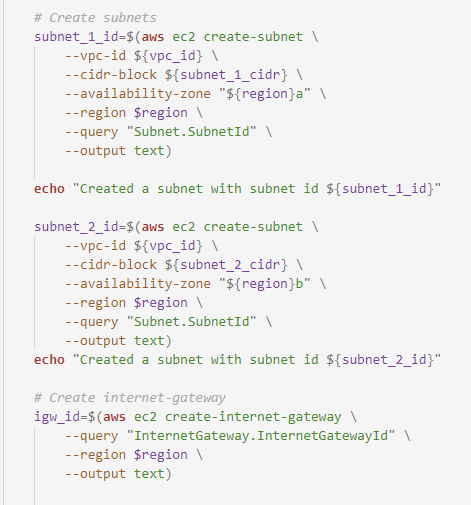 # Create subnets
subnet_1_id=$(aws ec2 create-subnet \
--vpc-id ${vpc_id} \
--cidr-block ${subnet_1_cidr} \
--availability-zone "${region}a" \
--region $region \
--query "Subnet.SubnetId" \
--output text)
echo "Created a subnet with subnet id ${subnet_1_id}"
subnet_2_id=$(aws ec2 create-subnet \
--vpc-id ${vpc_id} \
--cidr-block ${subnet_2_cidr} \
--availability-zone "${region}b" \
--region $region \
--query "Subnet.SubnetId" \
--output text)
echo "Created a subnet with subnet id ${subnet_2_id}"
# Create internet-gateway
igw_id=$(aws ec2 create-internet-gateway \
--query "InternetGateway.InternetGatewayId" \
--region $region \
--output text)